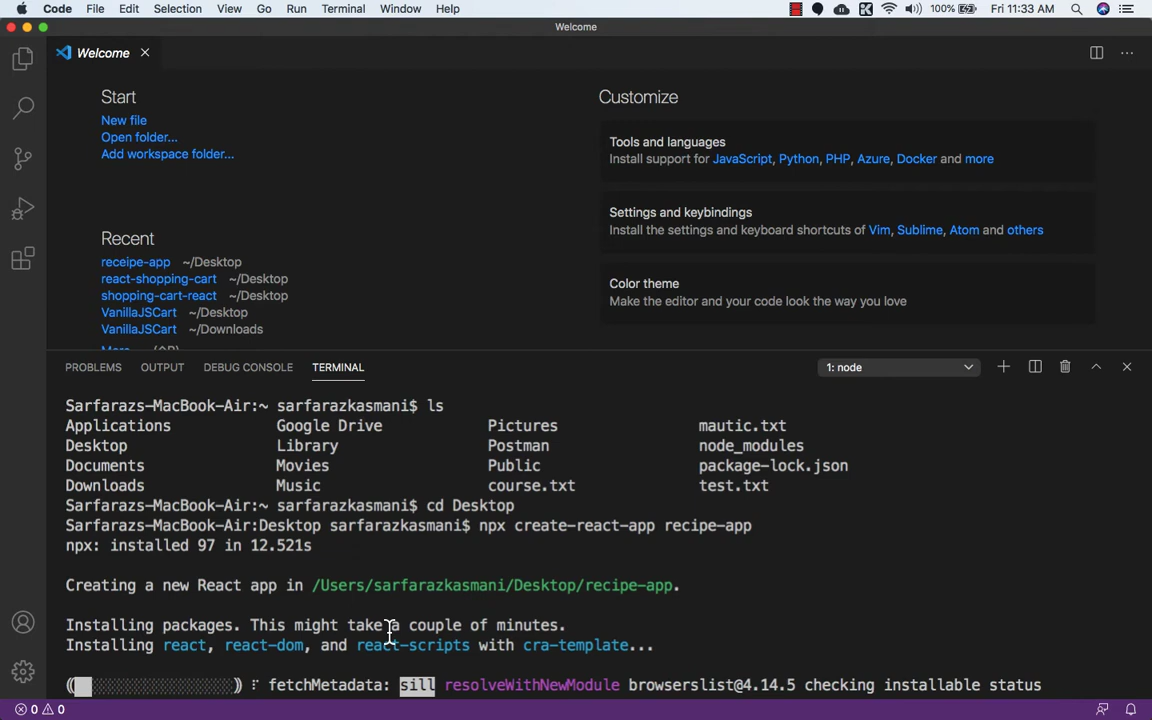 Code File Edit Selection View Go Run Terminal Window Help 100% Fri 11:33 AM
Welcome
Welcome
Start
New file
Open folder...
Add workspace folder...
Customize
Tools and languages
Install support for JavaScript, Python, PHP, Azure, Docker and more
Settings and keybindings
Install the settings and keyboard shortcuts of Vim, Sublime, Atom and others
Color theme
Make the editor and your code look the way you love
Recent
receipe-app ~/Desktop
react-shopping-cart ~/Desktop
shopping-cart-react ~/Desktop
VanillaJSCart ~/Desktop
VanillaJSCart ~/Downloads
PROBLEMS OUTPUT DEBUG CONSOLE TERMINAL 1: node
Sarfarazs-MacBook-Air:~ sarfarazkasmani$ ls
Applications Google Drive Pictures mautic.txt
Desktop Library Postman node_modules
Documents Movies Public package-lock.json
Downloads Music course.txt test.txt
Sarfarazs-MacBook-Air:~ sarfarazkasmani$ cd Desktop
Sarfarazs-MacBook-Air:Desktop sarfarazkasmani$ npx create-react-app recipe-app
npx: installed 97 in 12.521s
Creating a new React app in /Users/sarfarazkasmani/Desktop/recipe-app.
Installing packages. This might take a couple of minutes.
Installing react, react-dom, and react-scripts with cra-template...
fetchMetadata: sill resolveWithNewModule browserslist@4.14.5 checking installable status
0 0